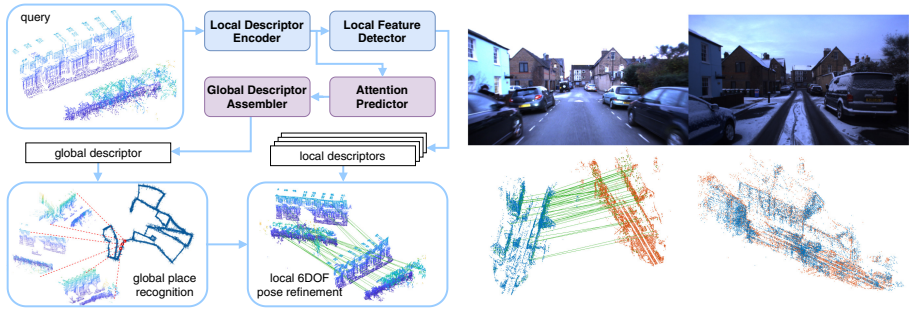 query
Local Descriptor
Encoder
Local Feature
Detector
Global Descriptor
Assembler
Attention
Predictor
global descriptor
local descriptors
global place
recognition
local 6DOF
pose refinement